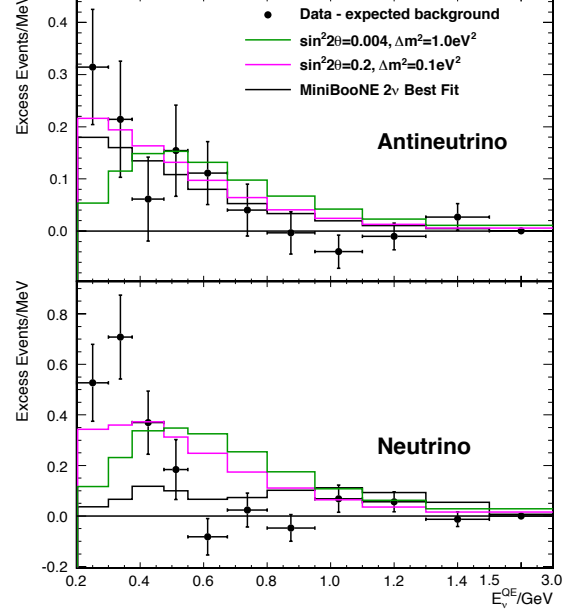 Excess Events/MeV
0.4
0.3
0.2
0.1
0.0
Data - expected background
sin²2θ=0.004, Δm²=1.0eV²
sin²2θ=0.2, Δm²=0.1eV²
MiniBooNE 2ν Best Fit
Antineutrino
Excess Events/MeV
0.8
0.6
0.4
0.2
0.0
-0.2
Neutrino
0.2 0.4 0.6 0.8 1.0 1.2 1.4 1.5 3.0
E_ν^QE/GeV